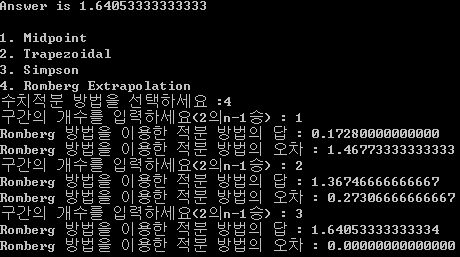 Answer is 1.64053333333333
1. Midpoint
2. Trapezoidal
3. Simpson
4. Romberg Extrapolation
수치적분 방법을 선택하세요 :4
구간의 개수를 입력하세요(2의n-1승) : 1
Romberg 방법을 이용한 적분 방법의 답 : 0.17280000000000
Romberg 방법을 이용한 적분 방법의 오차 : 1.46773333333333
구간의 개수를 입력하세요(2의n-1승) : 2
Romberg 방법을 이용한 적분 방법의 답 : 1.36746666666667
Romberg 방법을 이용한 적분 방법의 오차 : 0.27306666666667
구간의 개수를 입력하세요(2의n-1승) : 3
Romberg 방법을 이용한 적분 방법의 답 : 1.64053333333334
Romberg 방법을 이용한 적분 방법의 오차 : 0.00000000000000